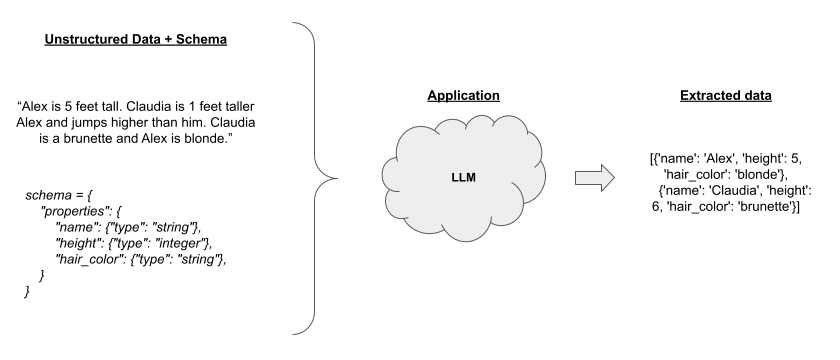 Unstructured Data + Schema
“Alex is 5 feet tall. Claudia is 1 feet taller
Alex and jumps higher than him. Claudia
is a brunette and Alex is blonde.”
schema = {
"properties": {
"name": {"type": "string"},
"height": {"type": "integer"},
"hair_color": {"type": "string"},
}
}
Application
LLM
Extracted data
[{'name': 'Alex', 'height': 5,
'hair_color': 'blonde'},
{'name': 'Claudia', 'height':
6, 'hair_color': 'brunette'}]